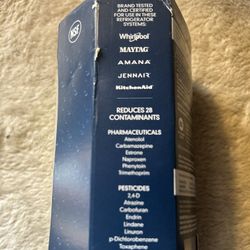 BRAND TESTED
AND CERTIFIED
FOR USE IN THESE
REFRIGERATOR
SYSTEMS:
NSF
Whirlpool
MAYTAG
AMANA
JENNAIR
KitchenAid
REDUCES 28
CONTAMINANTS
PHARMACEUTICALS
Atenolol
Carbamazepine
Estrone
Naproxen
Phenytoin
Trimethoprim
PESTICIDES
2,4-D
Atrazine
Carbofuran
Endrin
Lindane
Linuron
p-Dichlorobenzene
Toxaphene